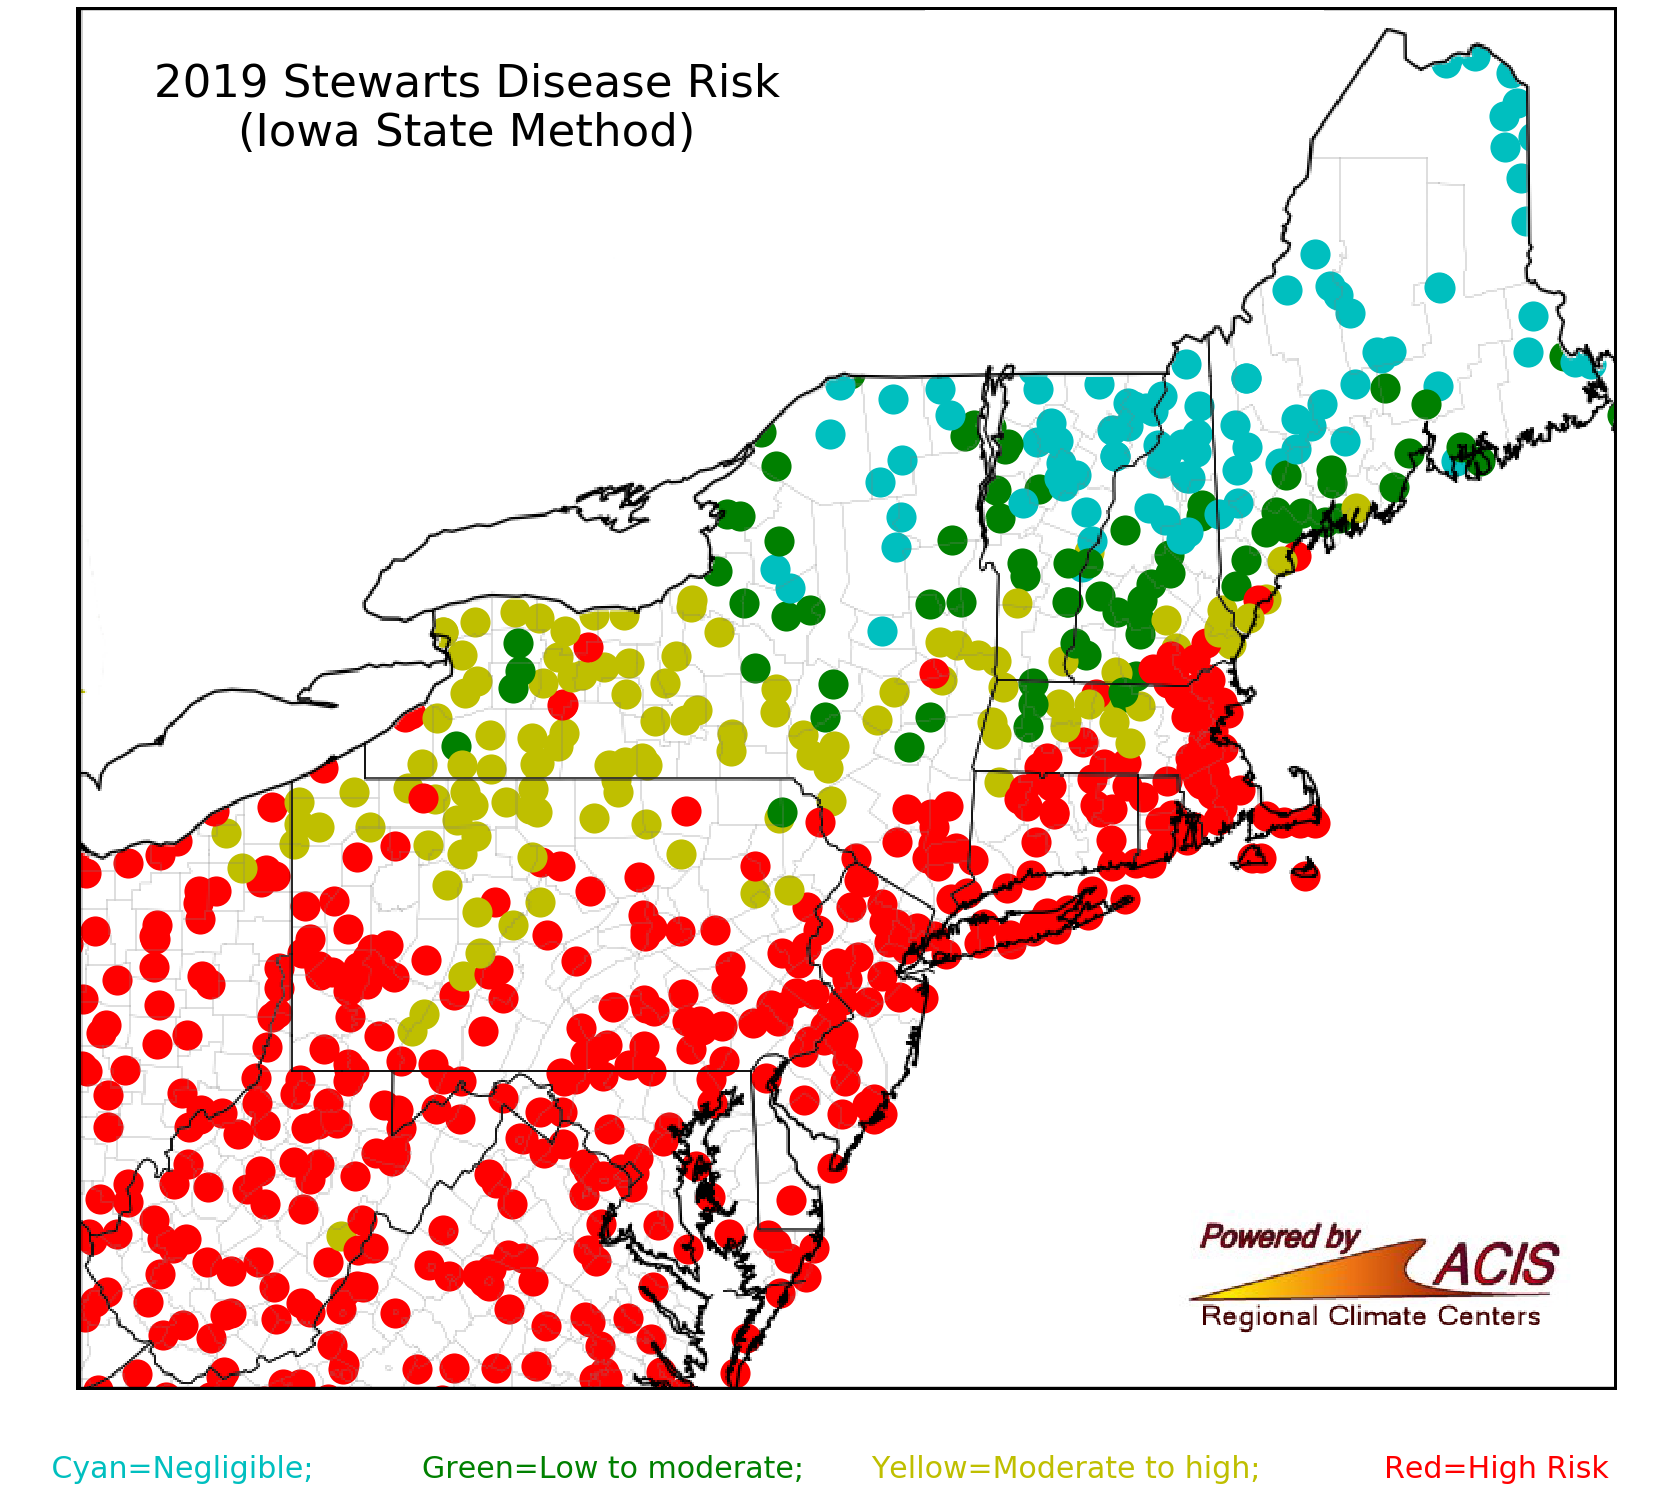 2019 Stewarts Disease Risk
(Iowa State Method)
Powered by
ACIS
Regional Climate Centers
Cyan=Negligible; Green=Low to moderate; Yellow=Moderate to high; Red=High Risk